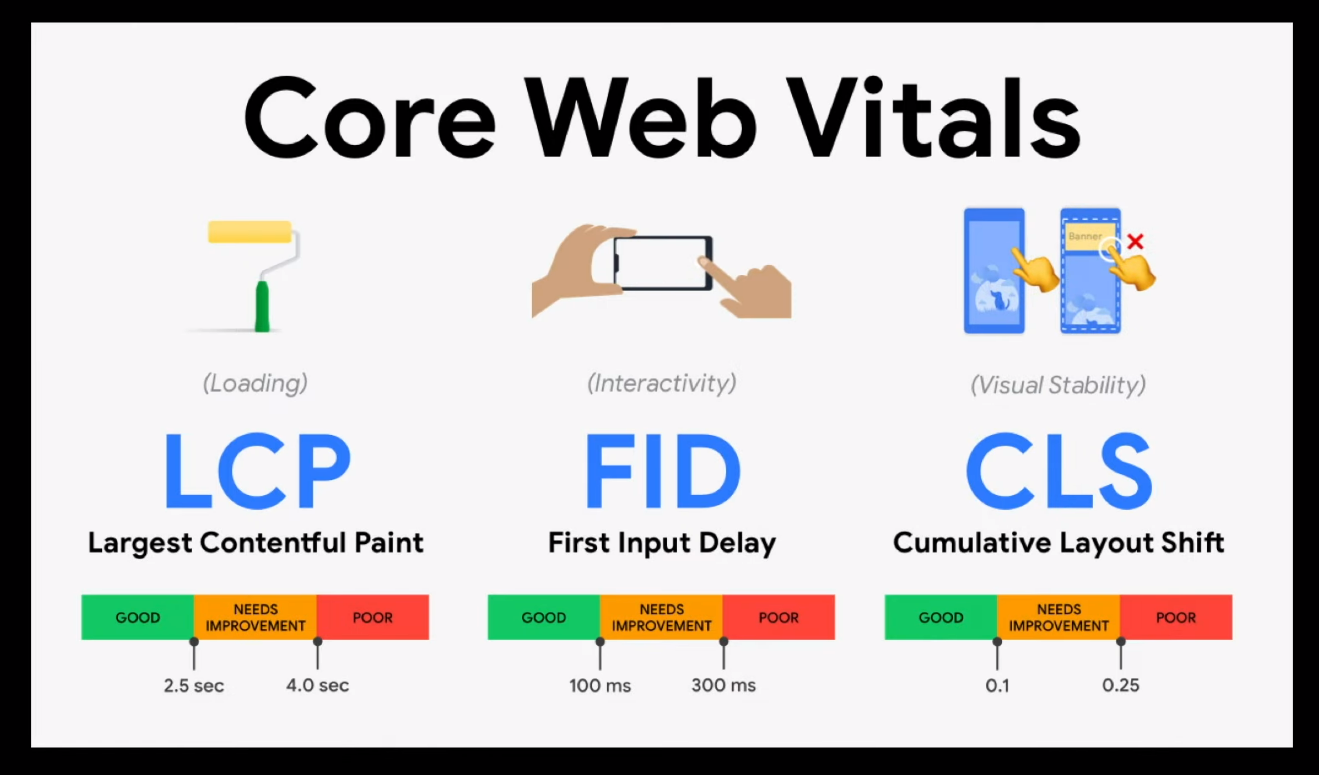 Core Web Vitals
Banner
(Loading)
(Interactivity)
(Visual Stability)
LCP
FID
CLS
Largest Contentful Paint
First Input Delay
Cumulative Layout Shift
GOOD
NEEDS
IMPROVEMENT
POOR
GOOD
NEEDS
IMPROVEMENT
POOR
GOOD
NEEDS
IMPROVEMENT
POOR
2.5 sec
4.0 sec
100 ms
300 ms
0.1
0.25